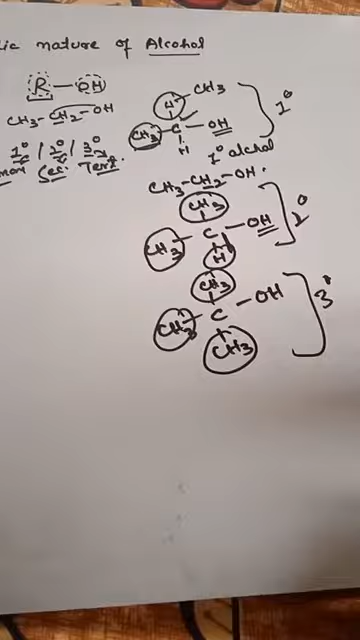 ic nature of Alcohol
R — OH
CH₃-CH₂-OH
1° / 2° / 3°
Sec. Tert.
CH₃
H
CH₃ - C - OH
H
1°
1° alcohol
CH₃-CH₂-OH.
CH₃
CH₃ - C - OH
H
2°
CH₃
CH₃ - C - OH
CH₃
3°